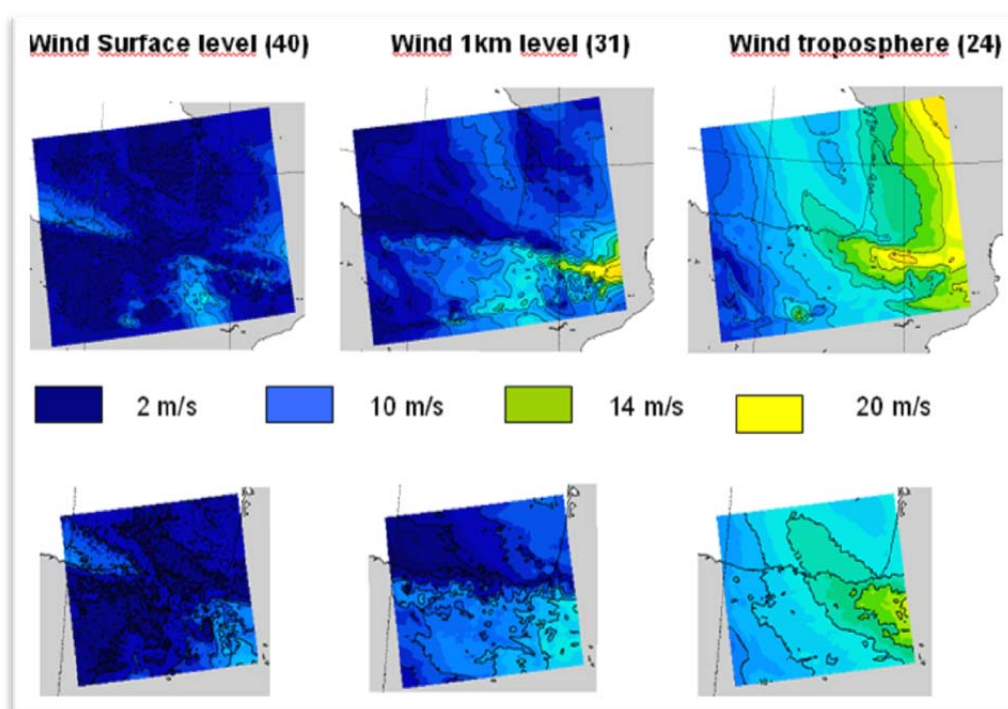 Wind Surface level (40)
Wind 1km level (31)
Wind troposphere (24)
2 m/s
10 m/s
14 m/s
20 m/s